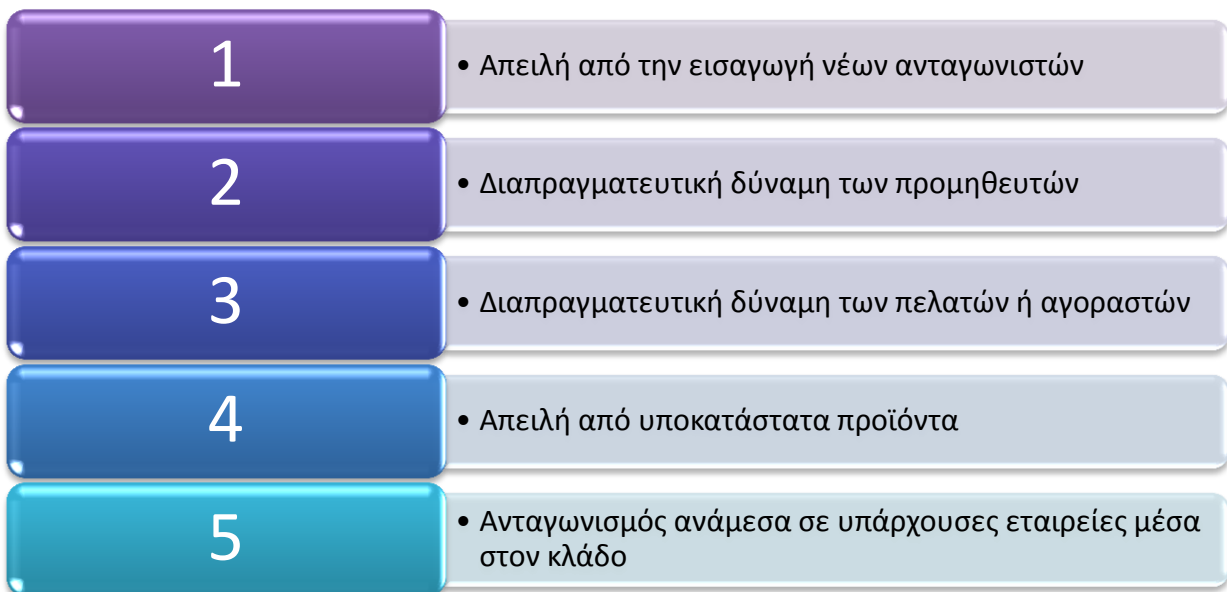 1
• Απειλή από την εισαγωγή νέων ανταγωνιστών
2
• Διαπραγματευτική δύναμη των προμηθευτών
3
• Διαπραγματευτική δύναμη των πελατών ή αγοραστών
4
• Απειλή από υποκατάστατα προϊόντα
5
• Ανταγωνισμός ανάμεσα σε υπάρχουσες εταιρείες μέσα
στον κλάδο